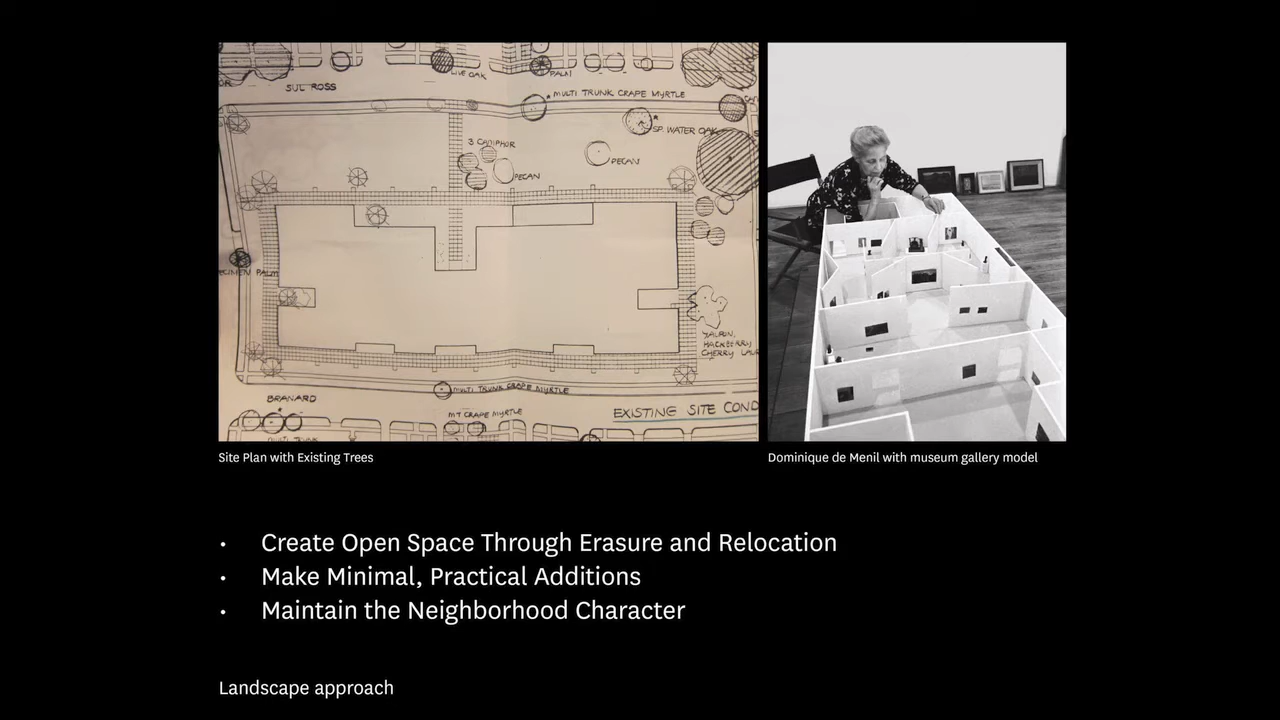 SUL ROSS
LIVE OAK
PALM
MULTI TRUNK CRAPE MYRTLE
SP. WATER OAK
3 CAMPHOR
PECAN
PECAN
PALM
YAUPON,
HACKBERRY
CHERRY
MULTI TRUNK CRAPE MYRTLE
BRANARD
MT CRAPE MYRTLE
EXISTING SITE COND
MULTI TRUNK
Site Plan with Existing Trees
Dominique de Menil with museum gallery model
• Create Open Space Through Erasure and Relocation
• Make Minimal, Practical Additions
• Maintain the Neighborhood Character
Landscape approach